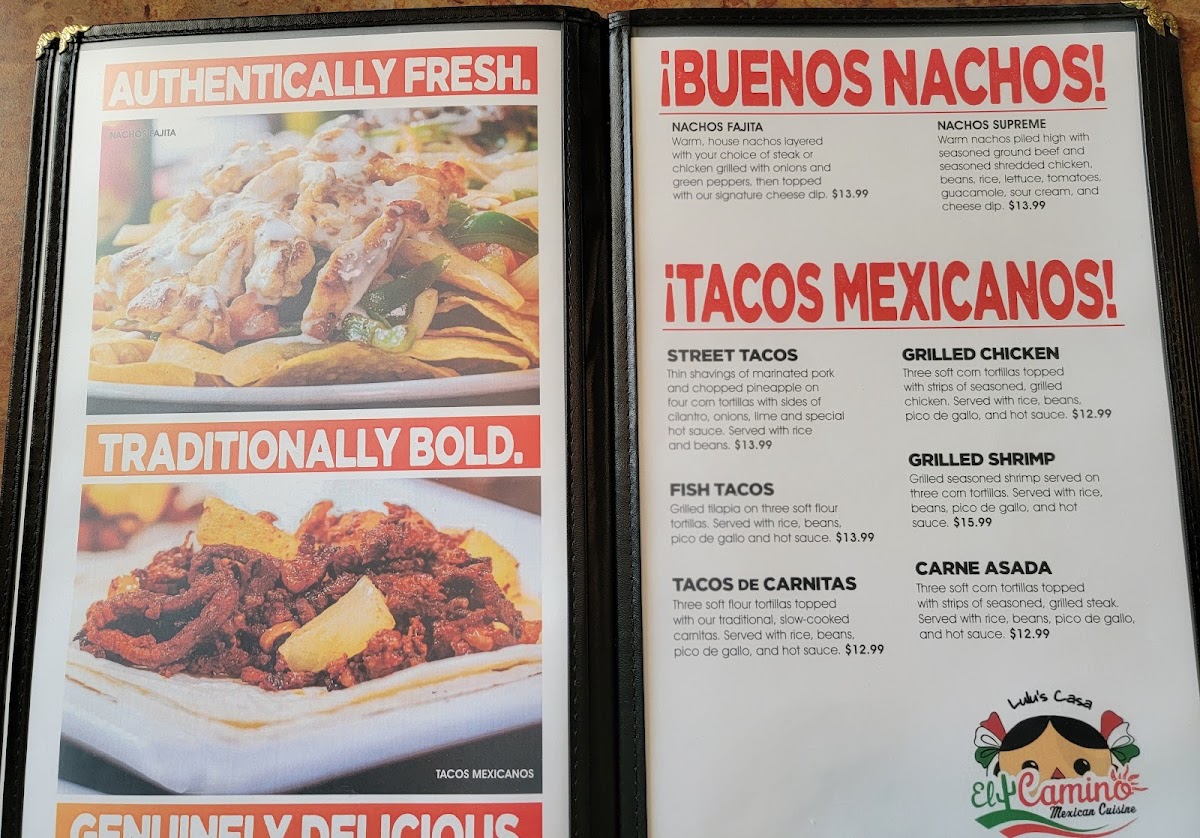 AUTHENTICALLY FRESH.
NACHOS FAJITA
TRADITIONALLY BOLD.
TACOS MEXICANOS
GENUINELY DELICIOUS.
¡BUENOS NACHOS!
NACHOS FAJITA
Warm, house nachos layered
with your choice of steak or
chicken grilled with onions and
green peppers, then topped
with our signature cheese dip. $13.99
NACHOS SUPREME
Warm nachos piled high with
seasoned ground beef and
seasoned shredded chicken,
beans, rice, lettuce, tomatoes,
guacamole, sour cream, and
cheese dip. $13.99
¡TACOS MEXICANOS!
STREET TACOS
Thin shavings of marinated pork
and chopped pineapple on
four corn tortillas with sides of
cilantro, onions, lime and special
hot sauce. Served with rice
and beans. $13.99
FISH TACOS
Grilled tilapia on three soft flour
tortillas. Served with rice, beans,
pico de gallo and hot sauce. $13.99
TACOS DE CARNITAS
Three soft flour tortillas topped
with our traditional, slow-cooked
carnitas. Served with rice, beans,
pico de gallo, and hot sauce. $12.99
GRILLED CHICKEN
Three soft corn tortillas topped
with strips of seasoned, grilled
chicken. Served with rice, beans,
pico de gallo, and hot sauce. $12.99
GRILLED SHRIMP
Grilled seasoned shrimp served on
three corn tortillas. Served with rice,
beans, pico de gallo, and hot
sauce. $15.99
CARNE ASADA
Three soft corn tortillas topped
with strips of seasoned, grilled steak.
Served with rice, beans, pico de gallo,
and hot sauce. $12.99
Lulu's Casa
El Camino
Mexican Cuisine